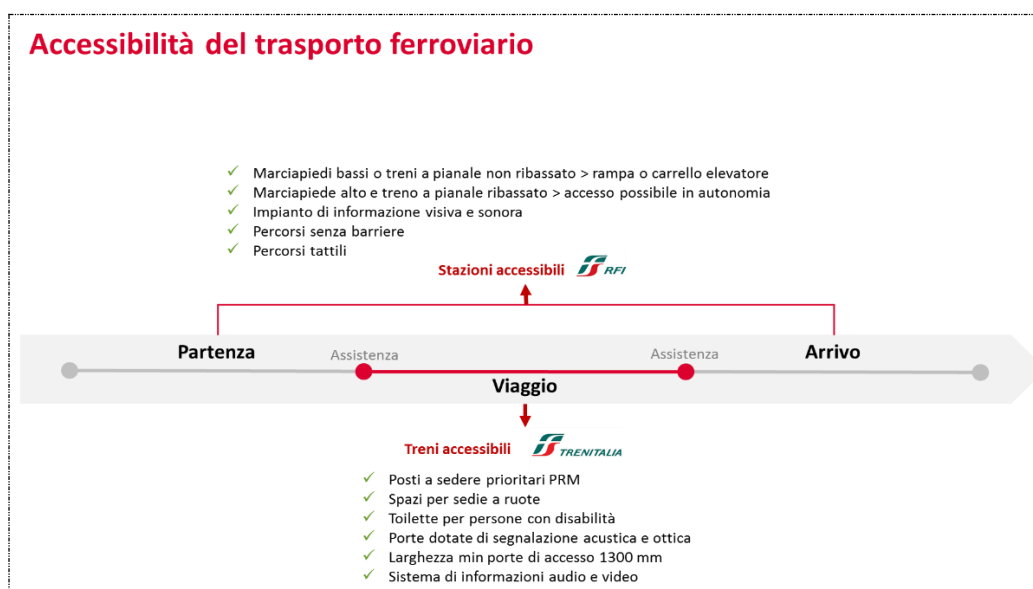 Accessibilità del trasporto ferroviario
Marciapiedi bassi o treni a pianale non ribassato > rampa o carrello elevatore
Marciapiede alto e treno a pianale ribassato > accesso possibile in autonomia
Impianto di informazione visiva e sonora
Percorsi senza barriere
Percorsi tattili
Stazioni accessibili RFI
Partenza Assistenza Assistenza Arrivo
Viaggio
Treni accessibili TRENITALIA
Posti a sedere prioritari PRM
Spazi per sedie a ruote
Toilette per persone con disabilità
Porte dotate di segnalazione acustica e ottica
Larghezza min porte di accesso 1300 mm
Sistema di informazioni audio e video